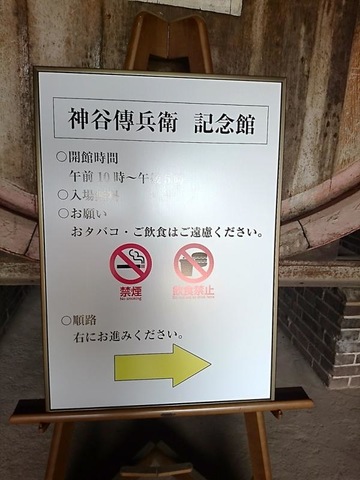 神谷傳兵衛 記念館
○開館時間
午前10時～午
○入場
○お願い
おタバコ・ご飲食はご遠慮ください。
禁煙
No smoking
飲食禁止
○順路
右にお進みください。